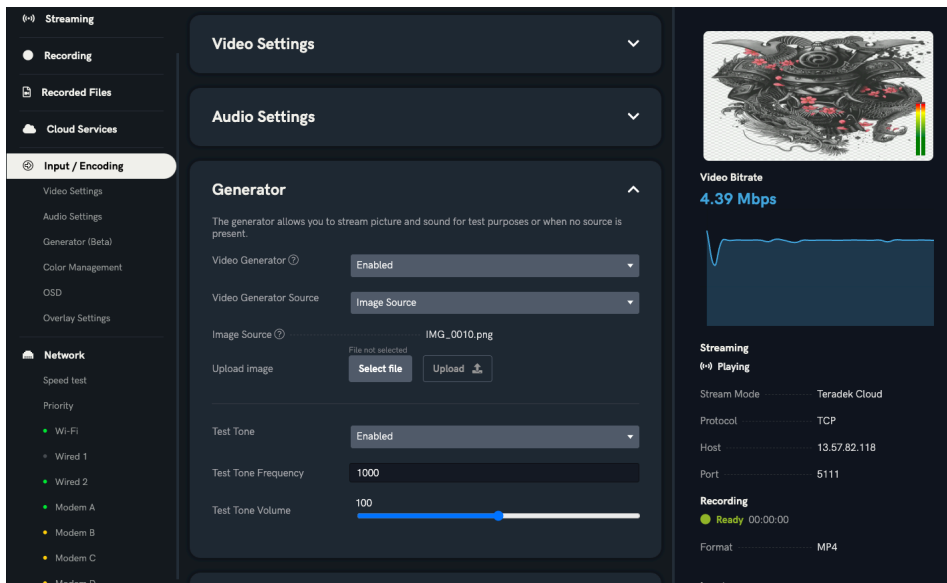 Streaming
Recording
Recorded Files
Cloud Services
Input / Encoding
Video Settings
Audio Settings
Generator (Beta)
Color Management
OSD
Overlay Settings
Network
Speed test
Priority
Wi-Fi
Wired 1
Wired 2
Modem A
Modem B
Modem C
Modem D
Video Settings
Audio Settings
Generator
The generator allows you to stream picture and sound for test purposes or when no source is
present.
Video Generator ?
Enabled
Video Generator Source
Image Source
Image Source ?
IMG_0010.png
File not selected
Upload image
Select file
Upload
Test Tone
Enabled
Test Tone Frequency
1000
100
Test Tone Volume
Video Bitrate
4.39 Mbps
Streaming
Playing
Stream Mode Teradek Cloud
Protocol TCP
Host 13.57.82.118
Port 5111
Recording
Ready 00:00:00
Format MP4